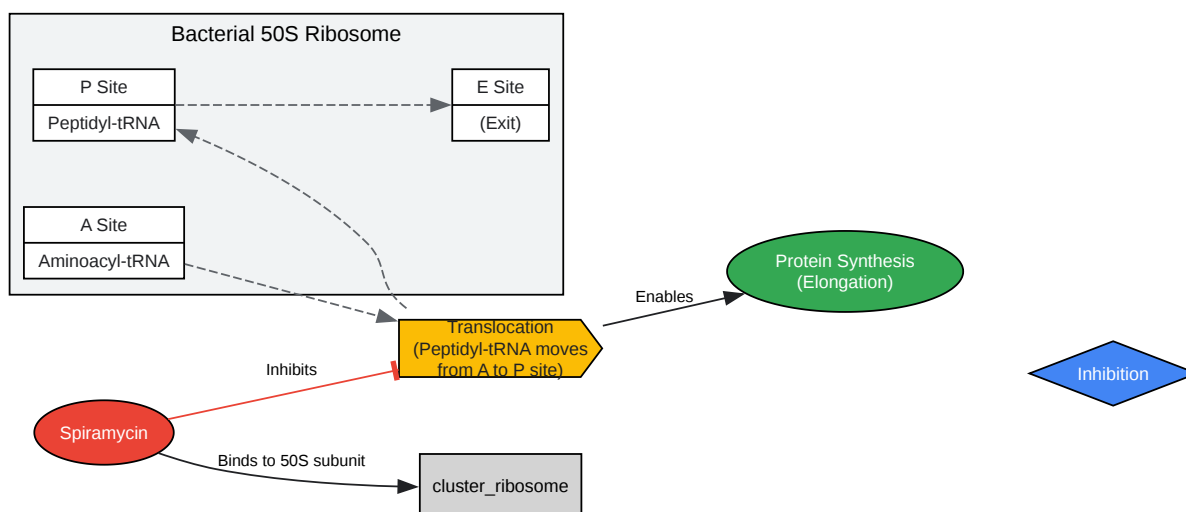 Bacterial 50S Ribosome
P Site
Peptidyl-tRNA
E Site
(Exit)
A Site
Aminoacyl-tRNA
Protein Synthesis
(Elongation)
Enables
Translocation
(Peptidyl-tRNA moves
from A to P site)
Inhibits
Inhibition
Spiramycin
Binds to 50S subunit
cluster_ribosome